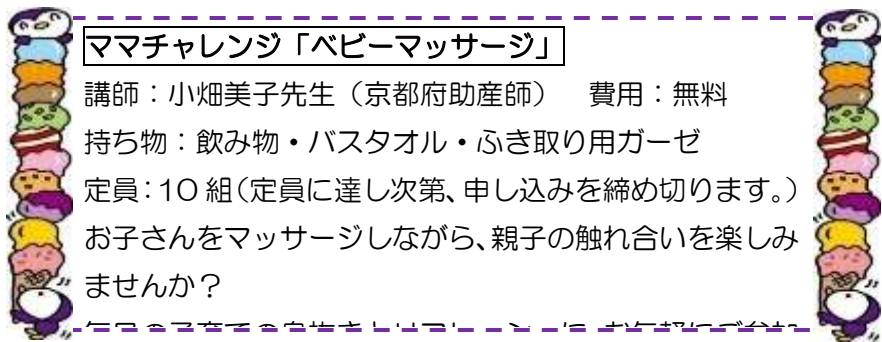 ママチャレンジ「ベビーマッサージ」
講師：小畑美子先生（京都府助産師）　費用：無料
持ち物：飲み物・バスタオル・ふき取り用ガーゼ
定員：10組（定員に達し次第、申し込みを締め切ります。）
お子さんをマッサージしながら、親子の触れ合いを楽しみ
ませんか？